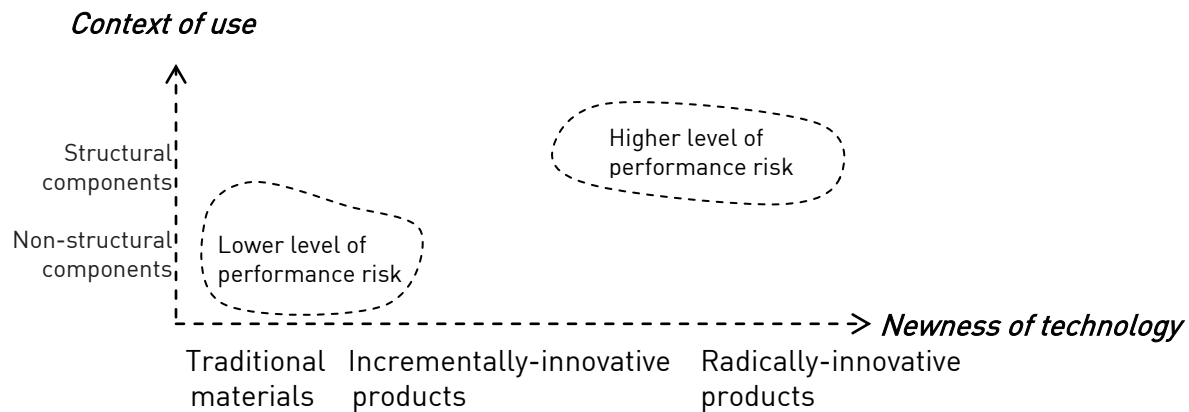 Context of use
Structural
components
Higher level of
performance risk
Non-structural
components
Lower level of
performance risk
Newness of technology
Traditional
materials
Incrementally-innovative
products
Radically-innovative
products